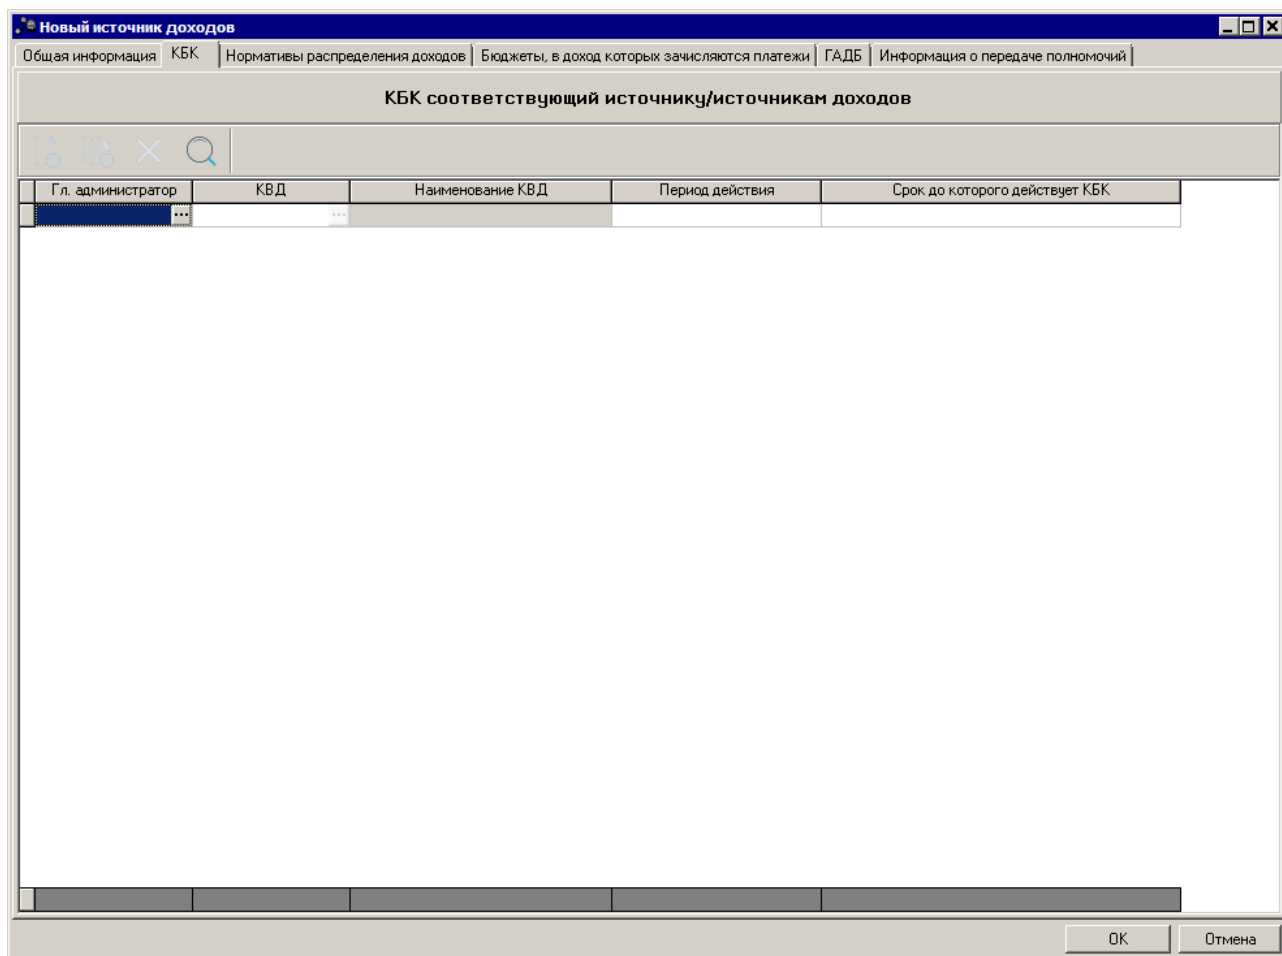 Новый источник доходов
Общая информация КБК Нормативы распределения доходов Бюджеты, в доход которых зачисляются платежи ГАДБ Информация о передаче полномочий
КБК соответствующий источнику/источникам доходов
Гл. администратор КВД Наименование КВД Период действия Срок до которого действует КБК
...
...
OK Отмена